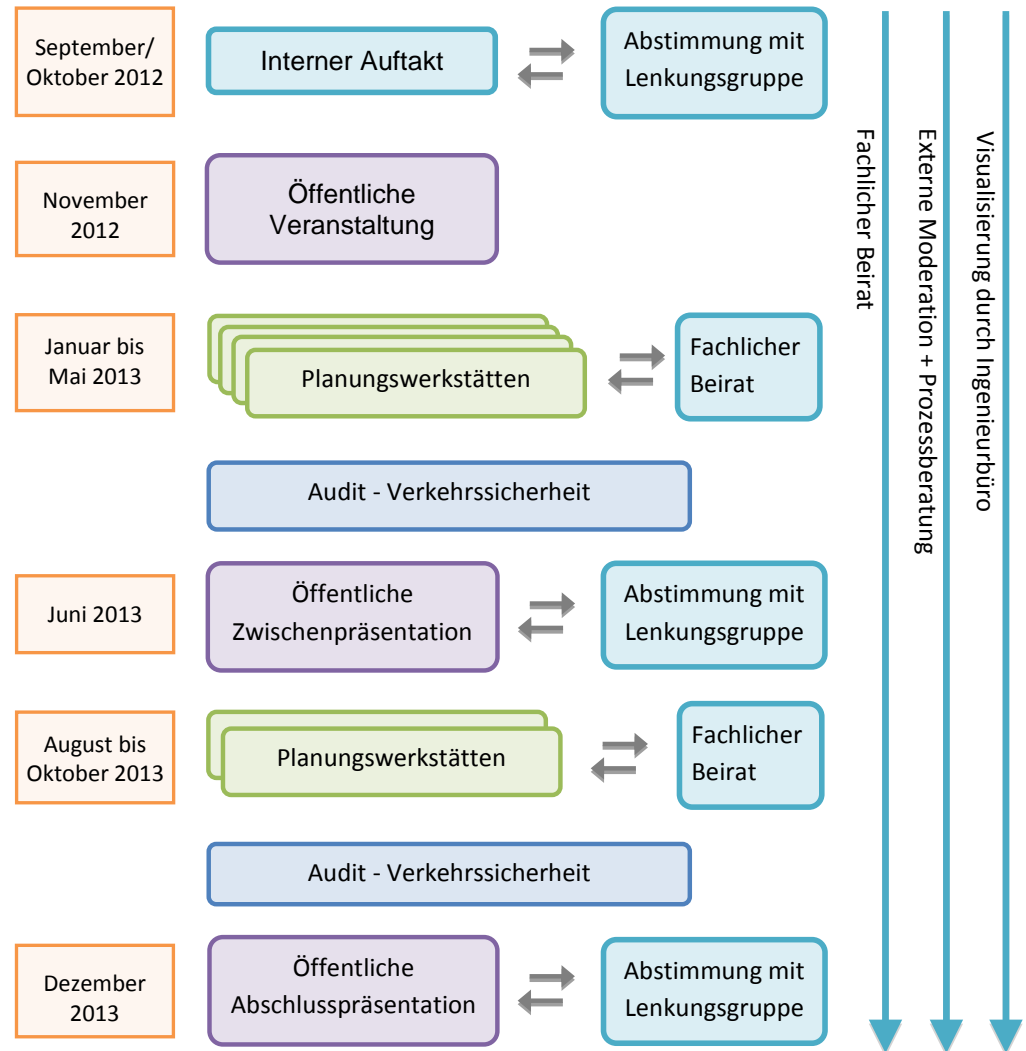 September/
Oktober 2012
Interner Auftakt
Abstimmung mit
Lenkungsgruppe
November
2012
Öffentliche
Veranstaltung
Januar bis
Mai 2013
Planungswerkstätten
Fachlicher
Beirat
Audit - Verkehrssicherheit
Juni 2013
Öffentliche
Zwischenpräsentation
Abstimmung mit
Lenkungsgruppe
August bis
Oktober 2013
Planungswerkstätten
Fachlicher
Beirat
Audit - Verkehrssicherheit
Dezember
2013
Öffentliche
Abschlusspräsentation
Abstimmung mit
Lenkungsgruppe
Fachlicher Beirat
Externe Moderation + Prozessberatung
Visualisierung durch Ingenieurbüro